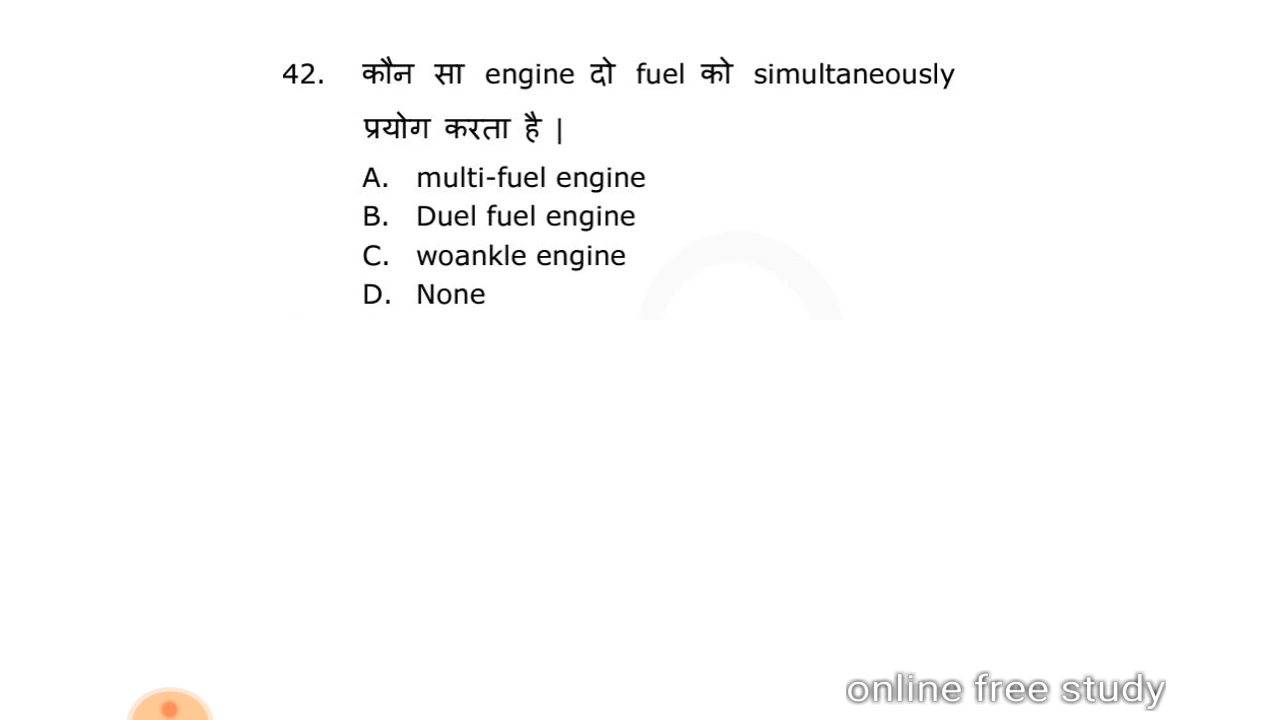 42. कौन सा engine दो fuel को simultaneously
प्रयोग करता है |
A. multi-fuel engine
B. Duel fuel engine
C. woankle engine
D. None
online free study